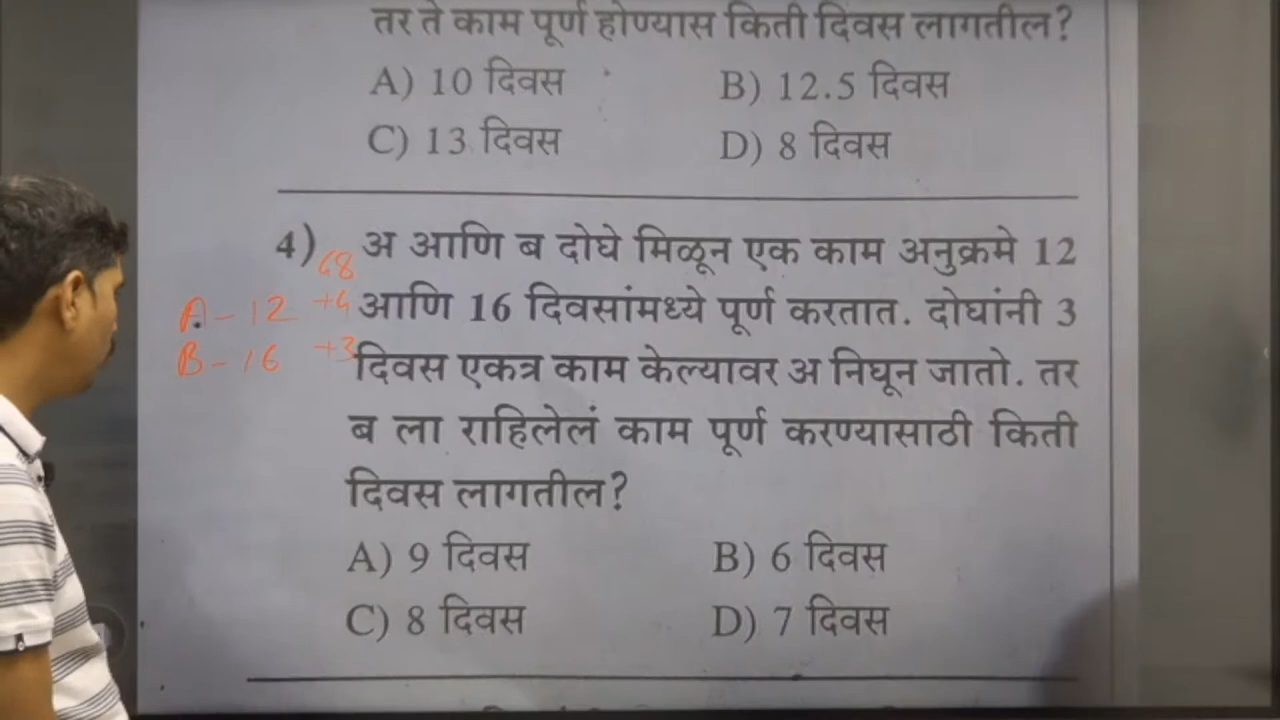 तर ते काम पूर्ण होण्यास किती दिवस लागतील?
A) 10 दिवस B) 12.5 दिवस
C) 13 दिवस D) 8 दिवस
4) अ आणि ब दोघे मिळून एक काम अनुक्रमे 12
68
A - 12 +4 आणि 16 दिवसांमध्ये पूर्ण करतात. दोघांनी 3
B - 16 +3 दिवस एकत्र काम केल्यावर अ निघून जातो. तर
ब ला राहिलेलं काम पूर्ण करण्यासाठी किती
दिवस लागतील?
A) 9 दिवस B) 6 दिवस
C) 8 दिवस D) 7 दिवस